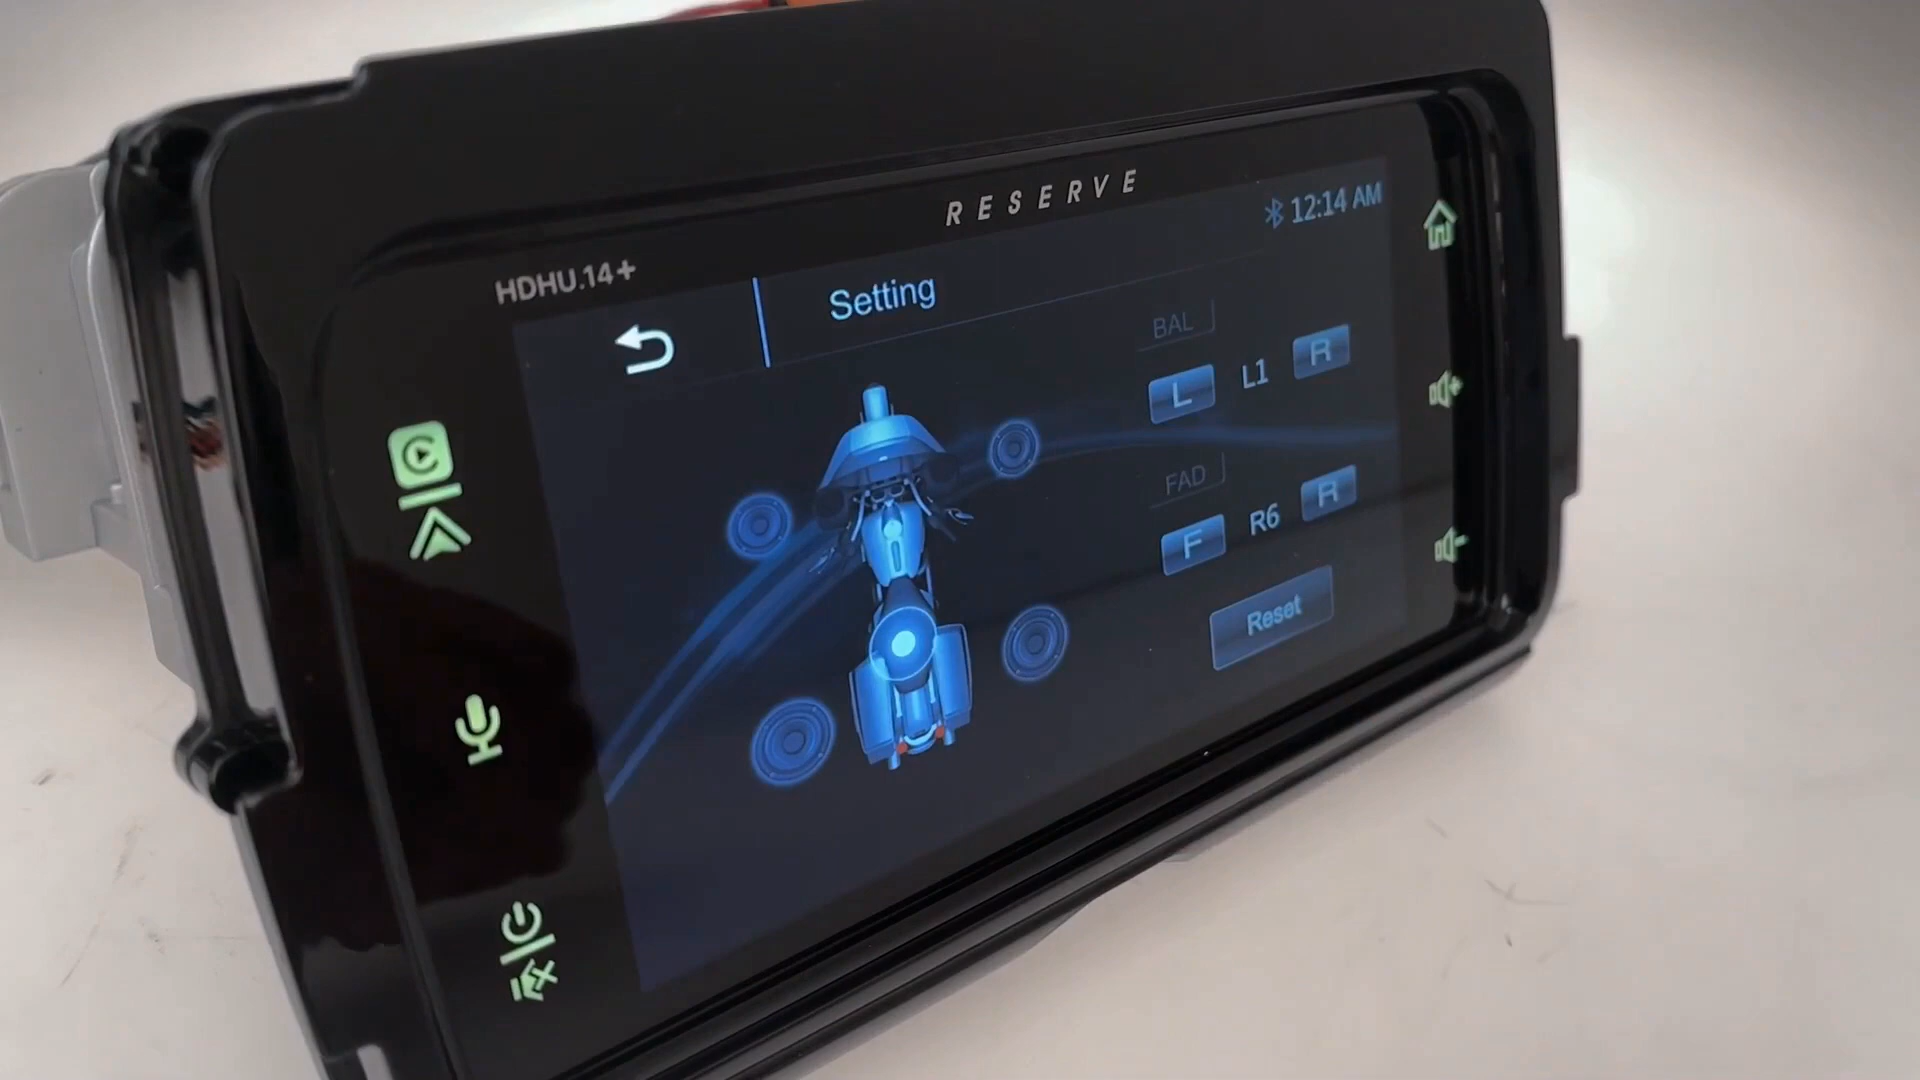 RESERVE
HDHU.14+
12:14 AM
Setting
BAL
L L1 R
FAD
F R6 R
Reset